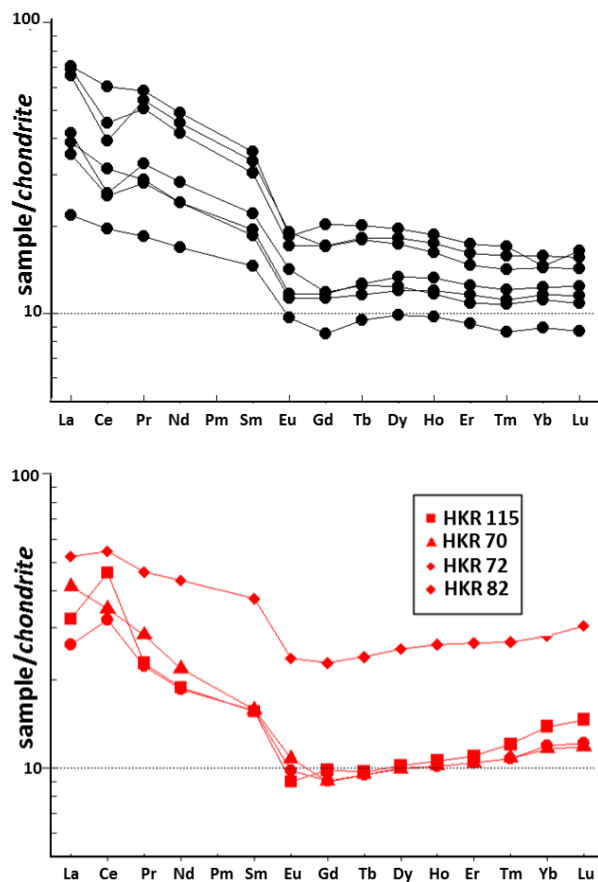 100
sample/chondrite
10
La Ce Pr Nd Pm Sm Eu Gd Tb Dy Ho Er Tm Yb Lu
100
HKR 115
HKR 70
HKR 72
HKR 82
sample/chondrite
10
La Ce Pr Nd Pm Sm Eu Gd Tb Dy Ho Er Tm Yb Lu